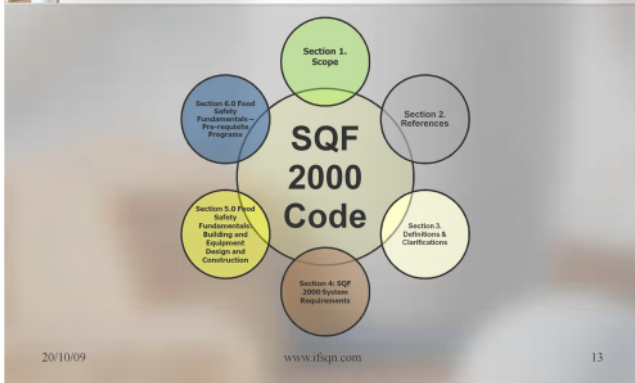 Section 1.
Scope
Section 6.0 Food
Safety
Fundamentals –
Pre-requisite
Programs
Section 2.
References
SQF
2000
Code
Section 5.0 Food
Safety
Fundamentals:
Building and
Equipment
Design and
Construction
Section 3.
Definitions &
Clarifications
Section 4: SQF
2000 System
Requirements
20/10/09
www.ifsqn.com
13